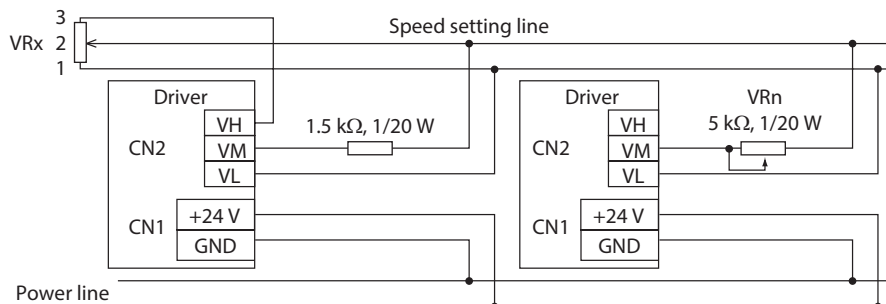 3
VRx 2 Speed setting line
1
Driver Driver VRn
VH 1.5 kΩ, 1/20 W VH 5 kΩ, 1/20 W
CN2 VM CN2 VM
VL VL
CN1 +24 V CN1 +24 V
GND GND
Power line